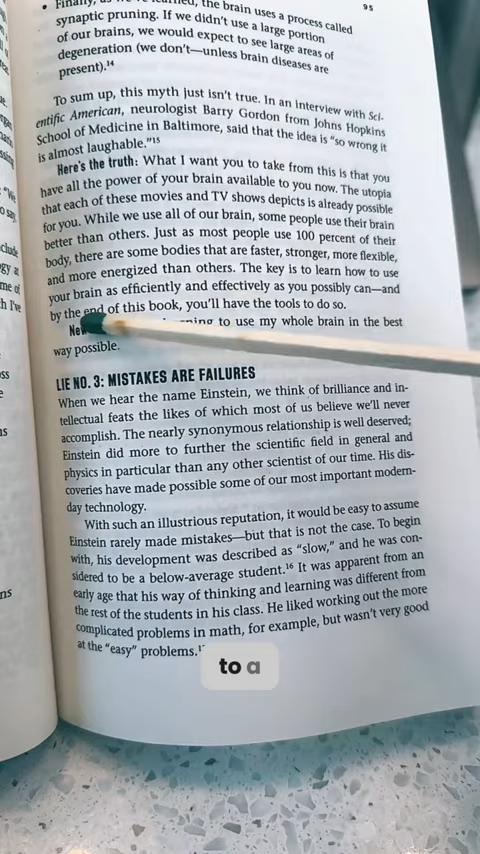 95
• Finally, as we've learned, the brain uses a process called
synaptic pruning. If we didn't use a large portion
of our brains, we would expect to see large areas of
degeneration (we don't—unless brain diseases are
present).¹⁴
To sum up, this myth just isn't true. In an interview with Sci-
entific American, neurologist Barry Gordon from Johns Hopkins
School of Medicine in Baltimore, said that the idea is "so wrong it
is almost laughable."¹⁵
Here's the truth: What I want you to take from this is that you
have all the power of your brain available to you now. The utopia
that each of these movies and TV shows depicts is already possible
for you. While we use all of our brain, some people use their brain
better than others. Just as most people use 100 percent of their
body, there are some bodies that are faster, stronger, more flexible,
and more energized than others. The key is to learn how to use
your brain as efficiently and effectively as you possibly can—and
by the end of this book, you'll have the tools to do so.
to use my whole brain in the best
way possible.
LIE NO. 3: MISTAKES ARE FAILURES
When we hear the name Einstein, we think of brilliance and in-
tellectual feats the likes of which most of us believe we'll never
accomplish. The nearly synonymous relationship is well deserved;
Einstein did more to further the scientific field in general and
physics in particular than any other scientist of our time. His dis-
coveries have made possible some of our most important modern-
day technology.
With such an illustrious reputation, it would be easy to assume
Einstein rarely made mistakes—but that is not the case. To begin
with, his development was described as "slow," and he was con-
sidered to be a below-average student.¹⁶ It was apparent from an
early age that his way of thinking and learning was different from
the rest of the students in his class. He liked working out the more
complicated problems in math, for example, but wasn't very good
at the "easy" problems.¹⁷
to a